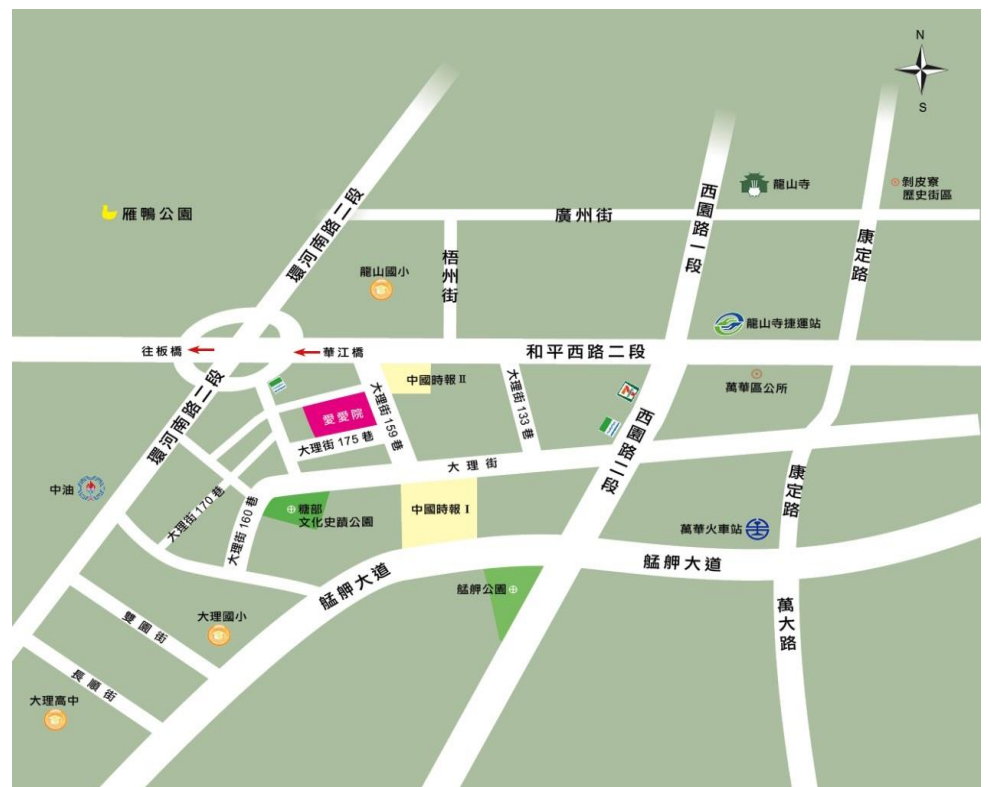 N
S
龍山寺
剝皮寮
歷史街區
雁鴨公園
環河南路二段
廣州街
西園路一段
康定路
梧州街
龍山國小
龍山寺捷運站
往板橋
華江橋
和平西路二段
萬華區公所
中國時報 II
大理街 159 巷
大理街 133 巷
愛愛院
大理街 175 巷
環河南路二段
西園路二段
大理街
康定路
中油
大理街 170 巷
大理街 160 巷
糖廍
文化史蹟公園
中國時報 I
萬華火車站
艋舺大道
艋舺大道
艋舺公園
萬大路
大理國小
雙園街
長順街
大理高中